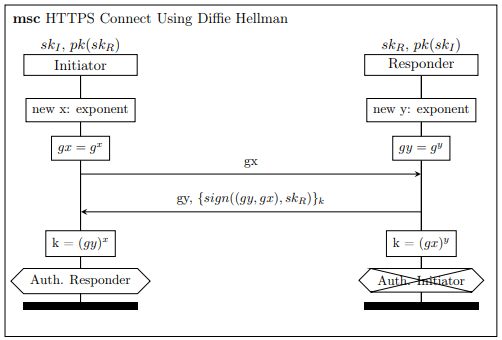 msc HTTPS Connect Using Diffie Hellman
sk_I, pk(sk_R) sk_R, pk(sk_I)
Initiator Responder
new x: exponent new y: exponent
gx = g^x gy = g^y
gx
gy, {sign((gy, gx), sk_R)}_k
k = (gy)^x k = (gx)^y
Auth. Responder Auth. Initiator